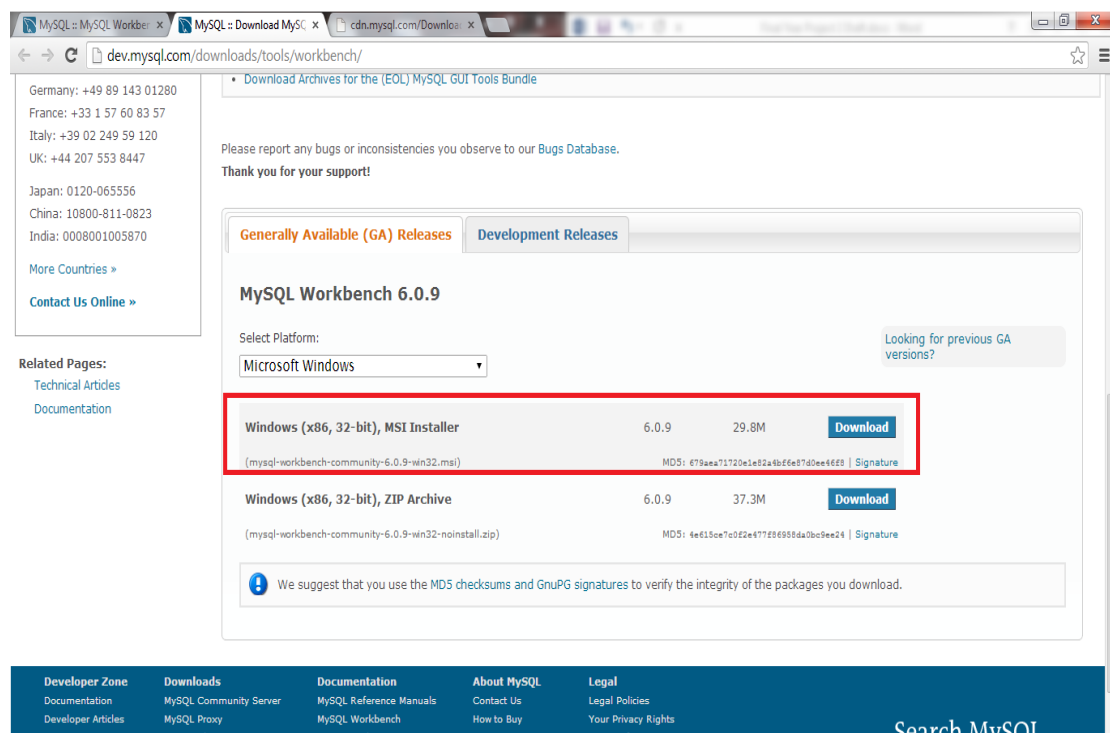 MySQL :: MySQL Workber
MySQL :: Download MySQ
cdn.mysql.com/Downloa
dev.mysql.com/downloads/tools/workbench/
Germany: +49 89 143 01280
France: +33 1 57 60 83 57
Italy: +39 02 249 59 120
UK: +44 207 553 8447
Japan: 0120-065556
China: 10800-811-0823
India: 0008001005870
More Countries »
Contact Us Online »
Related Pages:
Technical Articles
Documentation
• Download Archives for the (EOL) MySQL GUI Tools Bundle
Please report any bugs or inconsistencies you observe to our Bugs Database.
Thank you for your support!
Generally Available (GA) Releases
Development Releases
MySQL Workbench 6.0.9
Select Platform:
Microsoft Windows
Looking for previous GA
versions?
Windows (x86, 32-bit), MSI Installer 6.0.9 29.8M Download
(mysql-workbench-community-6.0.9-win32.msi) MD5: 679aea71720e1e82a4bf6e87d0ee46f8 | Signature
Windows (x86, 32-bit), ZIP Archive 6.0.9 37.3M Download
(mysql-workbench-community-6.0.9-win32-noinstall.zip) MD5: 4e615ce7c0f2e477f86958da0bc9ee24 | Signature
We suggest that you use the MD5 checksums and GnuPG signatures to verify the integrity of the packages you download.
Developer Zone Downloads Documentation About MySQL Legal
Documentation MySQL Community Server MySQL Reference Manuals Contact Us Legal Policies
Developer Articles MySQL Proxy MySQL Workbench How to Buy Your Privacy Rights
Search MySQL